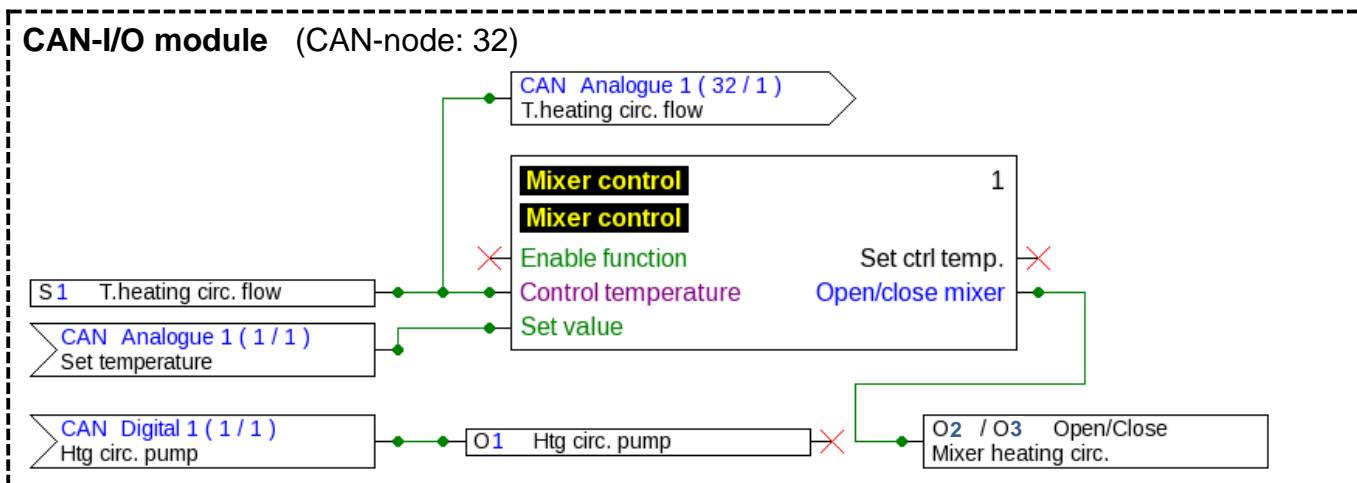 CAN-I/O module (CAN-node: 32)
CAN Analogue 1 ( 32 / 1 )
T.heating circ. flow
Mixer control 1
Mixer control
Enable function Set ctrl temp.
S1 T.heating circ. flow
Control temperature Open/close mixer
CAN Analogue 1 ( 1 / 1 )
Set temperature
Set value
CAN Digital 1 ( 1 / 1 )
Htg circ. pump
O1 Htg circ. pump
O2 / O3 Open/Close
Mixer heating circ.